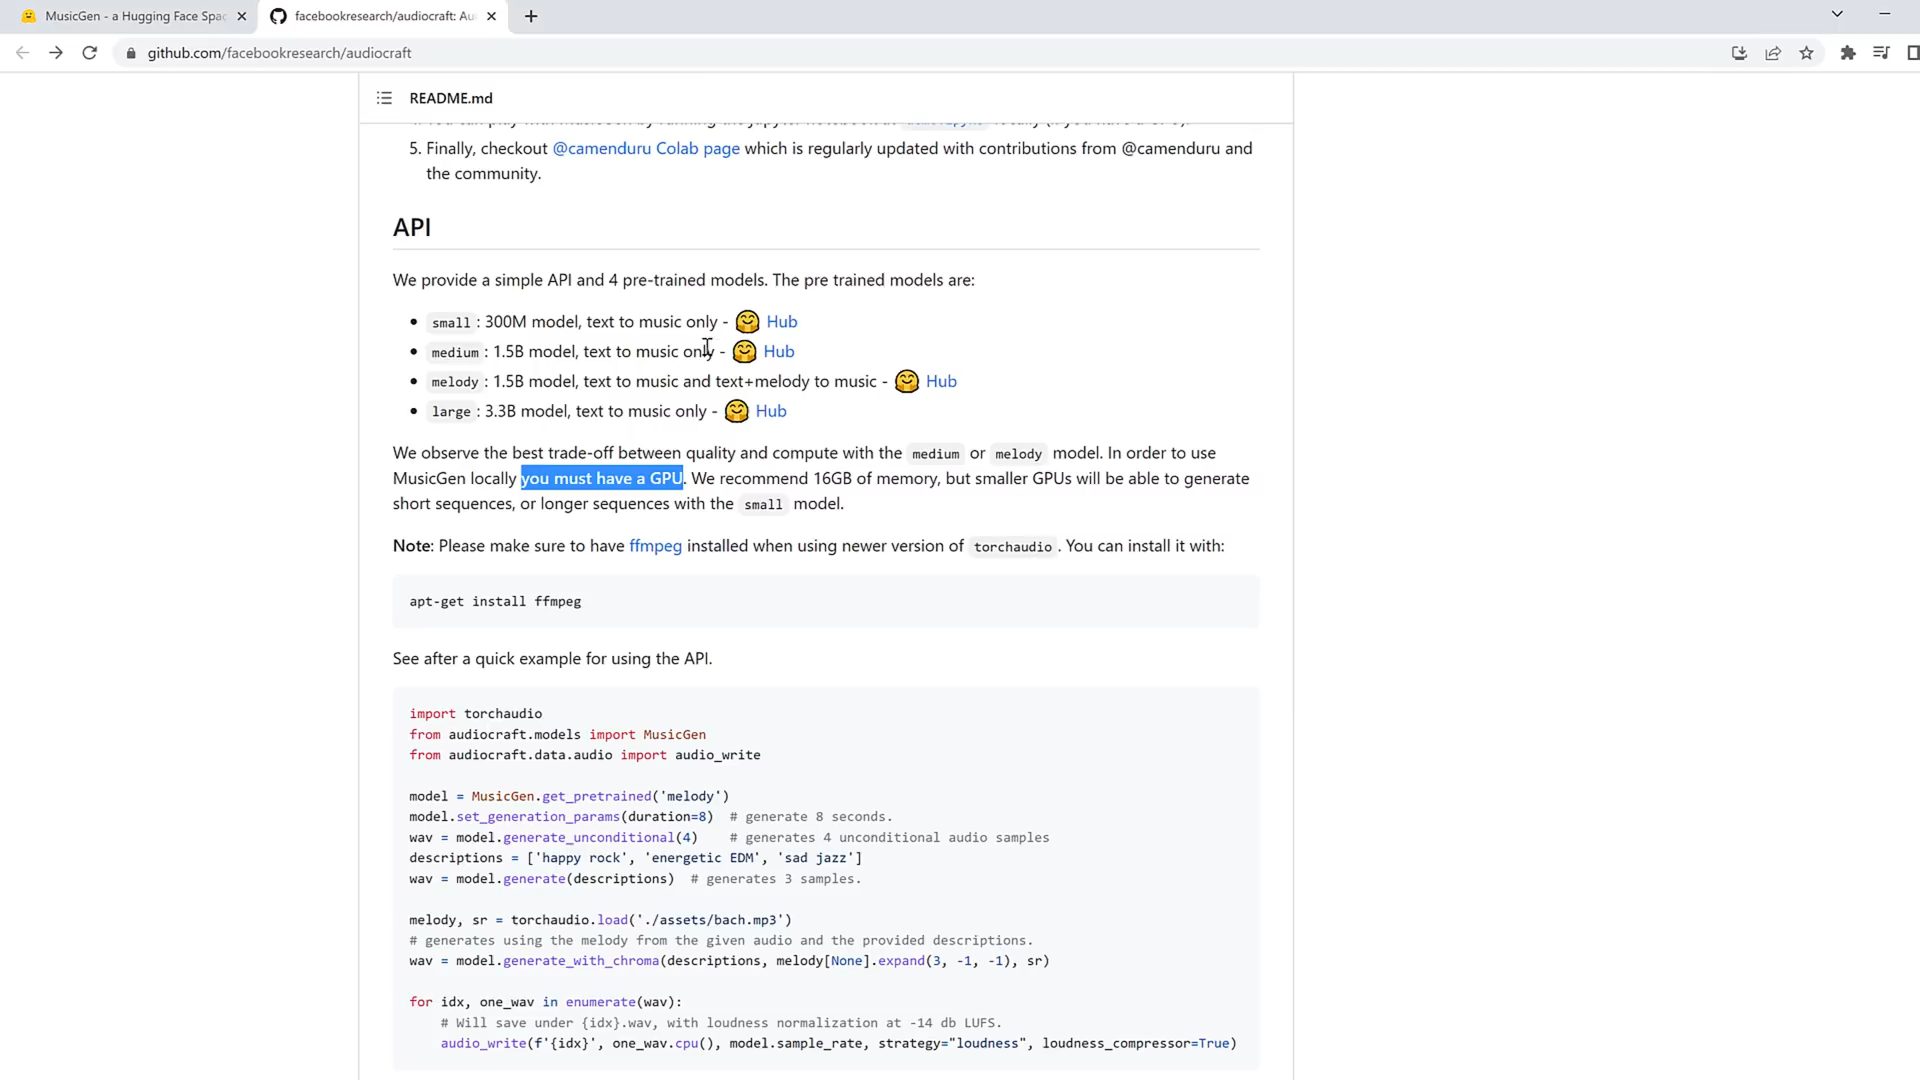 MusicGen - a Hugging Face Spac
facebookresearch/audiocraft: Au
github.com/facebookresearch/audiocraft
README.md
5. Finally, checkout @camenduru Colab page which is regularly updated with contributions from @camenduru and
the community.
API
We provide a simple API and 4 pre-trained models. The pre trained models are:
small : 300M model, text to music only - 🤗 Hub
medium : 1.5B model, text to music only - 🤗 Hub
melody : 1.5B model, text to music and text+melody to music - 🤗 Hub
large : 3.3B model, text to music only - 🤗 Hub
We observe the best trade-off between quality and compute with the medium or melody model. In order to use
MusicGen locally you must have a GPU. We recommend 16GB of memory, but smaller GPUs will be able to generate
short sequences, or longer sequences with the small model.
Note: Please make sure to have ffmpeg installed when using newer version of torchaudio . You can install it with:
apt-get install ffmpeg
See after a quick example for using the API.
import torchaudio
from audiocraft.models import MusicGen
from audiocraft.data.audio import audio_write
model = MusicGen.get_pretrained('melody')
model.set_generation_params(duration=8)  # generate 8 seconds.
wav = model.generate_unconditional(4)    # generates 4 unconditional audio samples
descriptions = ['happy rock', 'energetic EDM', 'sad jazz']
wav = model.generate(descriptions)  # generates 3 samples.
melody, sr = torchaudio.load('./assets/bach.mp3')
# generates using the melody from the given audio and the provided descriptions.
wav = model.generate_with_chroma(descriptions, melody[None].expand(3, -1, -1), sr)
for idx, one_wav in enumerate(wav):
    # Will save under {idx}.wav, with loudness normalization at -14 db LUFS.
    audio_write(f'{idx}', one_wav.cpu(), model.sample_rate, strategy="loudness", loudness_compressor=True)